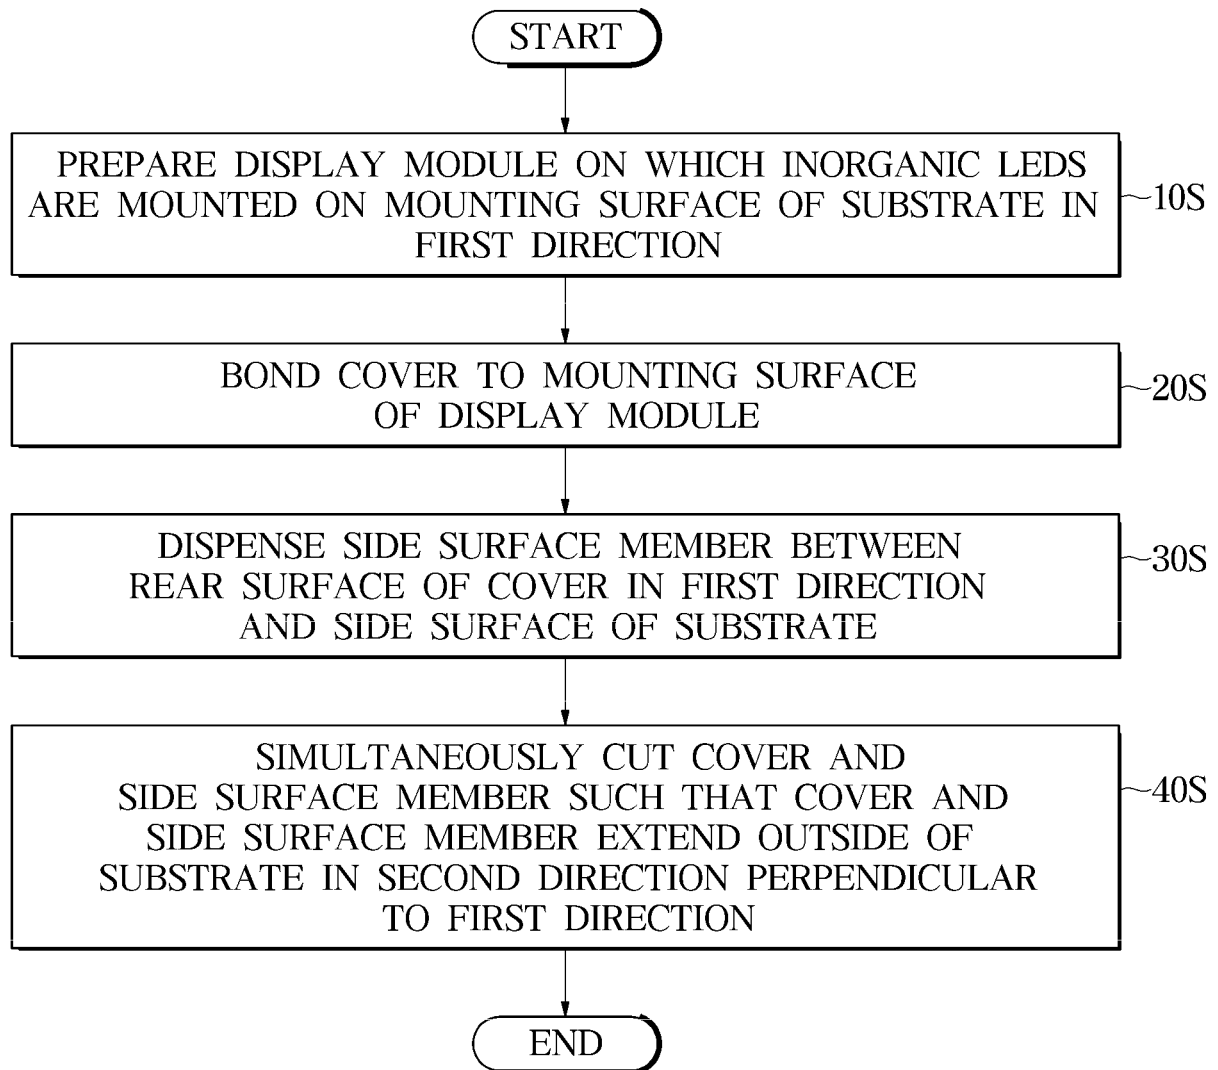 START
PREPARE DISPLAY MODULE ON WHICH INORGANIC LEDS
ARE MOUNTED ON MOUNTING SURFACE OF SUBSTRATE IN
FIRST DIRECTION
10S
BOND COVER TO MOUNTING SURFACE
OF DISPLAY MODULE
20S
DISPENSE SIDE SURFACE MEMBER BETWEEN
REAR SURFACE OF COVER IN FIRST DIRECTION
AND SIDE SURFACE OF SUBSTRATE
30S
SIMULTANEOUSLY CUT COVER AND
SIDE SURFACE MEMBER SUCH THAT COVER AND
SIDE SURFACE MEMBER EXTEND OUTSIDE OF
SUBSTRATE IN SECOND DIRECTION PERPENDICULAR
TO FIRST DIRECTION
40S
END